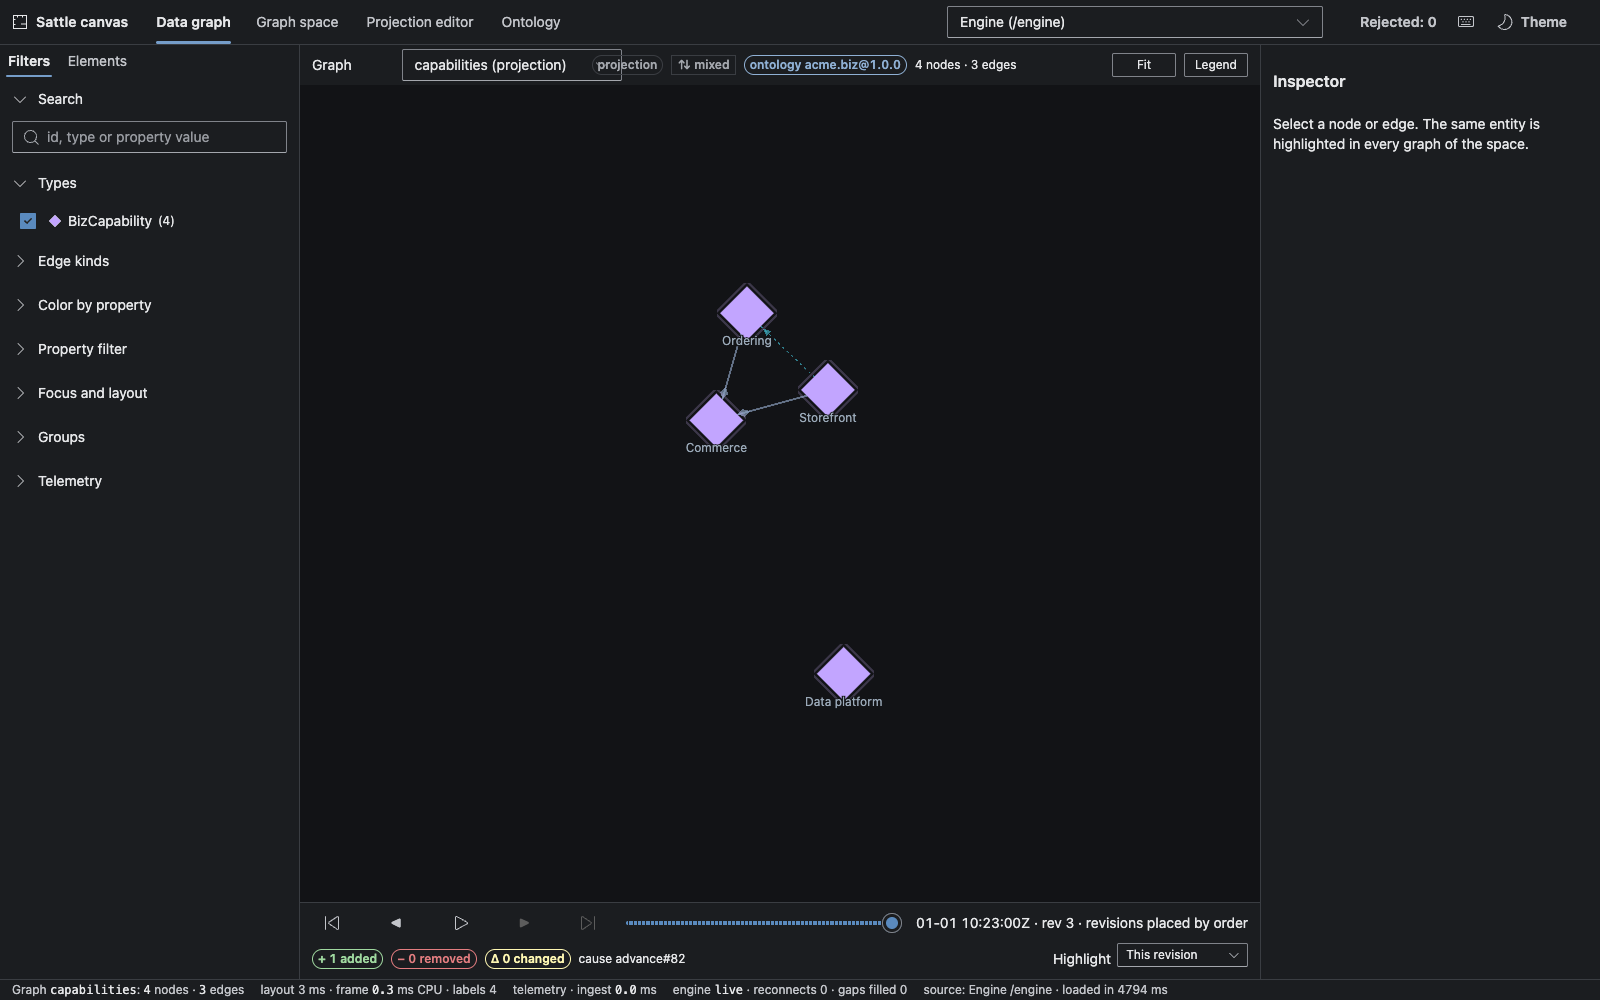 Sattle canvas Data graph Graph space Projection editor Ontology Engine (/engine) Rejected: 0 Theme
Filters Elements
Search
id, type or property value
Types
BizCapability (4)
Edge kinds
Color by property
Property filter
Focus and layout
Groups
Telemetry
Graph capabilities (projection) projection ⇅ mixed ontology acme.biz@1.0.0 4 nodes · 3 edges Fit Legend
Ordering
Storefront
Commerce
Data platform
01-01 10:23:00Z · rev 3 · revisions placed by order
+ 1 added − 0 removed Δ 0 changed cause advance#82 Highlight This revision
Inspector
Select a node or edge. The same entity is
highlighted in every graph of the space.
Graph capabilities: 4 nodes · 3 edges layout 3 ms · frame 0.3 ms CPU · labels 4 telemetry · ingest 0.0 ms engine live · reconnects 0 · gaps filled 0 source: Engine /engine · loaded in 4794 ms